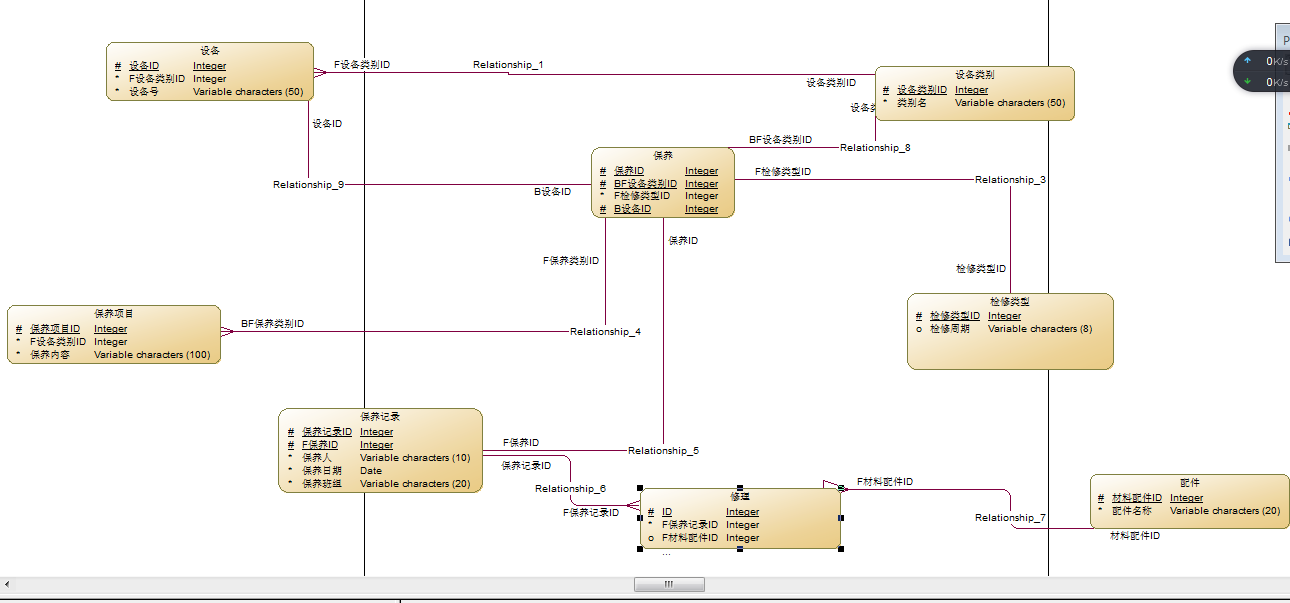 设备
# 设备ID Integer
* F设备类别ID Integer
* 设备号 Variable characters (50)
F设备类别ID
Relationship_1
设备类别ID
设备类别
# 设备类别ID Integer
* 类别名 Variable characters (50)
0K/s
0K/s
设备ID
设备类
BF设备类别ID
Relationship_8
保养
# 保养ID Integer
# BF设备类别ID Integer
* F检修类型ID Integer
# B设备ID Integer
F检修类型ID
Relationship_3
Relationship_9
B设备ID
保养ID
F保养类别ID
检修类型ID
检修类型
# 检修类型ID Integer
o 检修周期 Variable characters (8)
保养项目
# 保养项目ID Integer
* F设备类别ID Integer
* 保养内容 Variable characters (100)
BF保养类别ID
Relationship_4
保养记录
# 保养记录ID Integer
# F保养ID Integer
* 保养人 Variable characters (10)
* 保养日期 Date
* 保养班组 Variable characters (20)
F保养ID
Relationship_5
保养记录ID
Relationship_6
F保养记录ID
修理
# ID Integer
* F保养记录ID Integer
o F材料配件ID Integer
...
F材料配件ID
Relationship_7
配件
# 材料配件ID Integer
* 配件名称 Variable characters (20)
材料配件ID